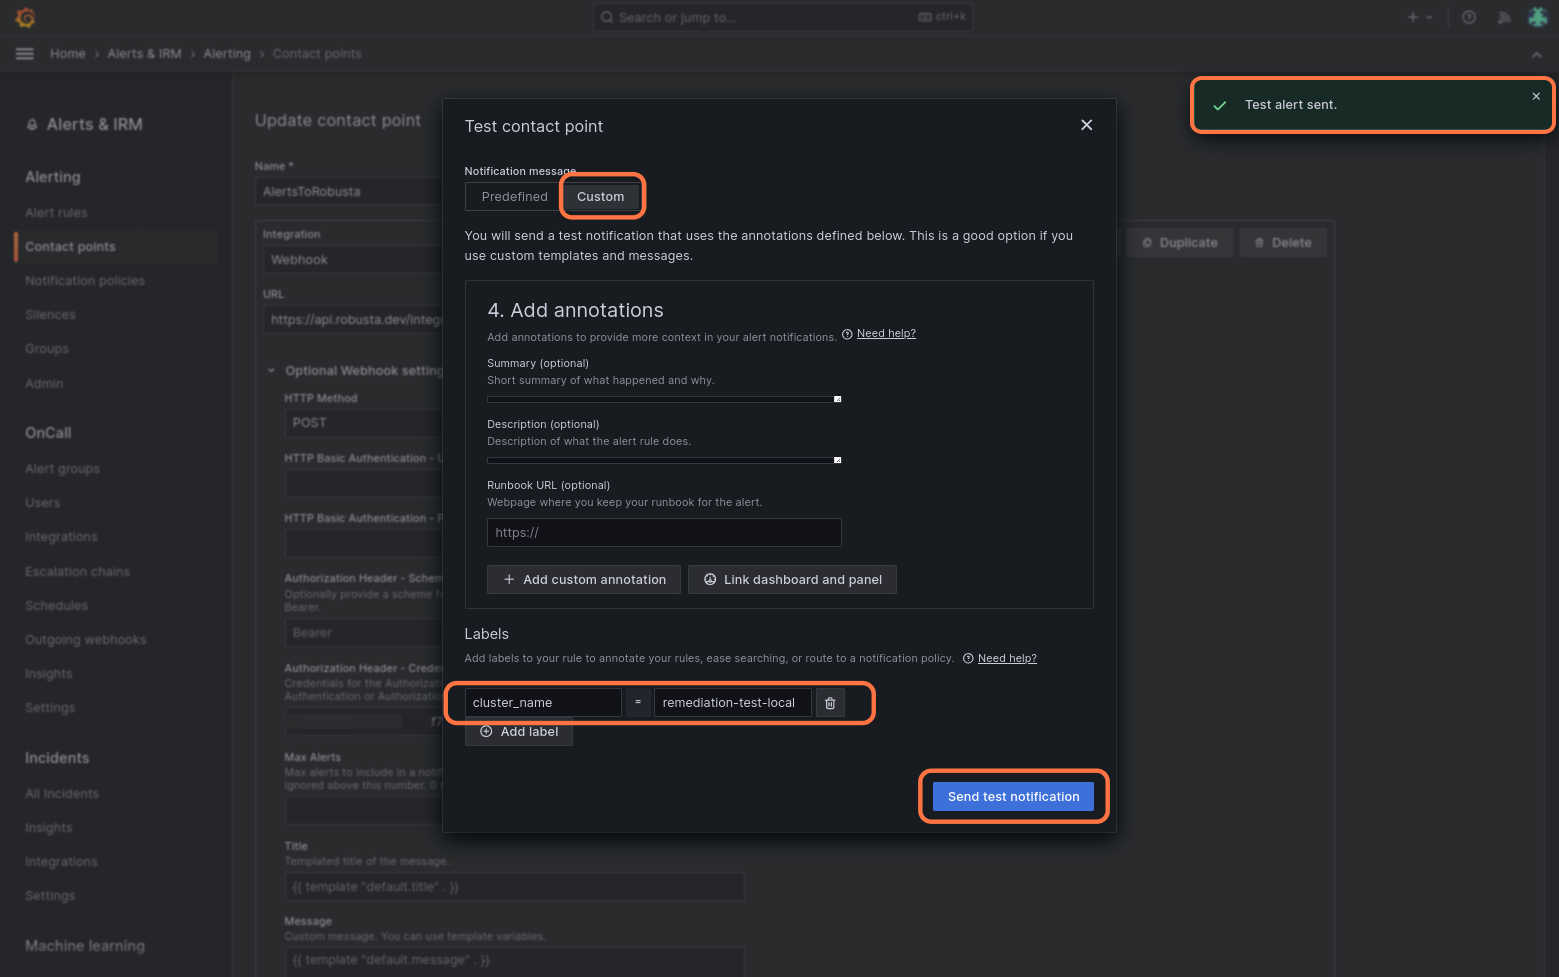 Search or jump to...
ctrl+k
Home › Alerts & IRM › Alerting › Contact points
Alerts & IRM
Alerting
Alert rules
Contact points
Notification policies
Silences
Groups
Admin
OnCall
Alert groups
Users
Integrations
Escalation chains
Schedules
Outgoing webhooks
Insights
Settings
Incidents
All Incidents
Insights
Integrations
Settings
Machine learning
Update contact point
Name *
AlertsToRobusta
Integration
Webhook
Duplicate
Delete
URL
https://api.robusta.dev/integr
Optional Webhook setting
HTTP Method
POST
HTTP Basic Authentication - U
HTTP Basic Authentication - P
Authorization Header - Schem
Optionally provide a scheme f
Bearer.
Bearer
Authorization Header - Crede
Credentials for the Authoriza
Authentication or Authorizatio
f7
Max Alerts
Max alerts to include in a notif
ignored above this number. 0
Title
Templated title of the message.
{{ template "default.title" . }}
Message
Custom message. You can use template variables.
{{ template "default.message" . }}
Test contact point
Notification message
Predefined
Custom
You will send a test notification that uses the annotations defined below. This is a good option if you
use custom templates and messages.
4. Add annotations
Add annotations to provide more context in your alert notifications. Need help?
Summary (optional)
Short summary of what happened and why.
Description (optional)
Description of what the alert rule does.
Runbook URL (optional)
Webpage where you keep your runbook for the alert.
https://
+ Add custom annotation
Link dashboard and panel
Labels
Add labels to your rule to annotate your rules, ease searching, or route to a notification policy. Need help?
cluster_name = remediation-test-local
Add label
Send test notification
Test alert sent.